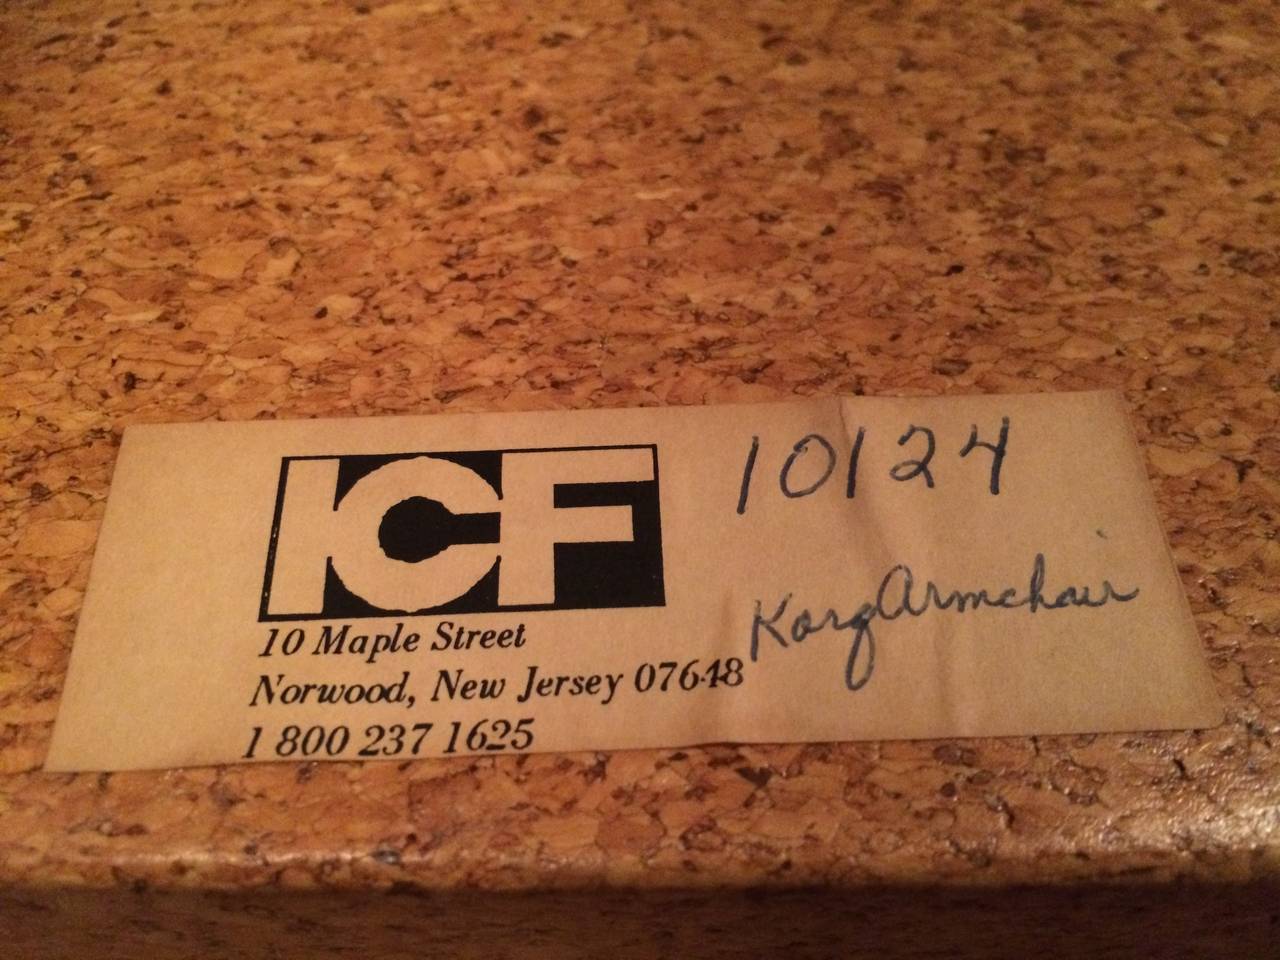 ICF
10 Maple Street
Norwood, New Jersey 07648
1 800 237 1625
10124
Korg Armchair